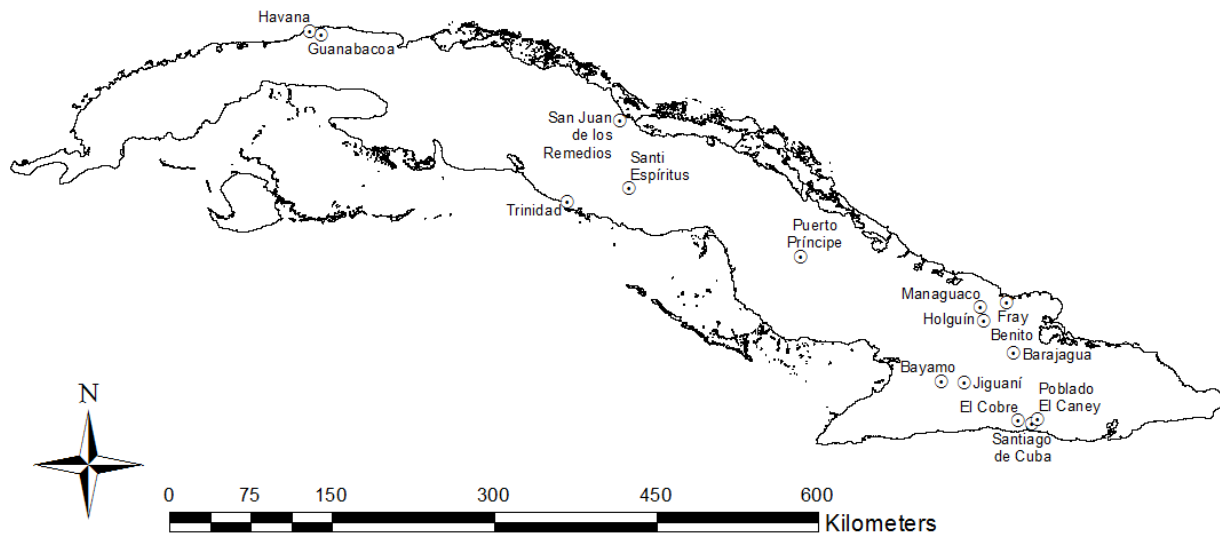 Havana
Guanabacoa
San Juan
de los
Remedios
Santi
Espíritus
Trinidad
Puerto
Príncipe
Managuaco
Holguín
Fray
Benito
Barajagua
Bayamo
Jiguaní
El Cobre
Poblado
El Caney
Santiago
de Cuba
N
0 75 150 300 450 600
Kilometers